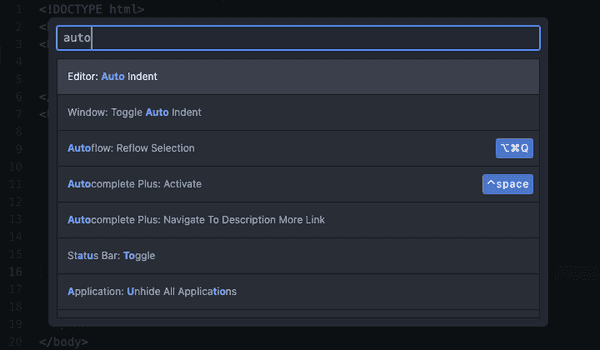 1 <!DOCTYPE html>
2 <
3 <
4
5
6 </
7 <
8
9
10
11
12
13
14
15
16
17
18
19
20 </body>
auto
Editor: Auto Indent
Window: Toggle Auto Indent
Autoflow: Reflow Selection ⌥⌘Q
Autocomplete Plus: Activate ^space
Autocomplete Plus: Navigate To Description More Link
Status Bar: Toggle
Application: Unhide All Applications